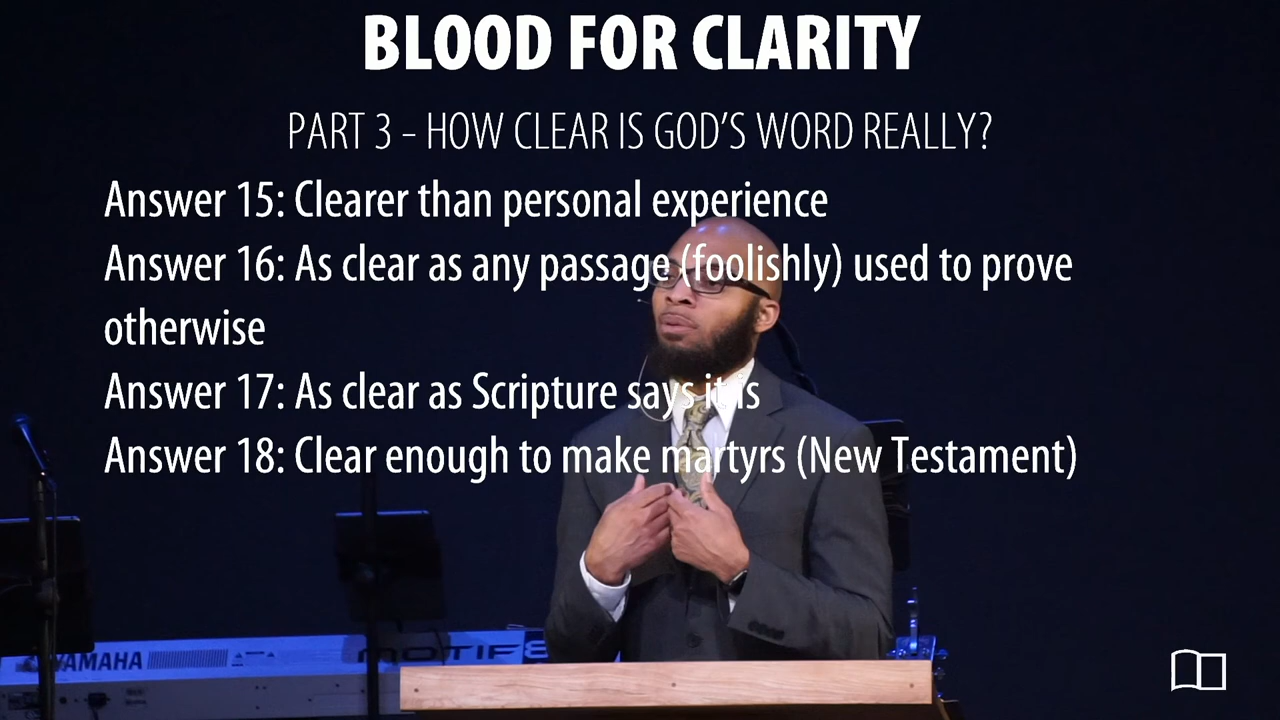 BLOOD FOR CLARITY
PART 3 – HOW CLEAR IS GOD'S WORD REALLY?
Answer 15: Clearer than personal experience
Answer 16: As clear as any passage (foolishly) used to prove
otherwise
Answer 17: As clear as Scripture says it is
Answer 18: Clear enough to make martyrs (New Testament)
YAMAHA
MOTIF8